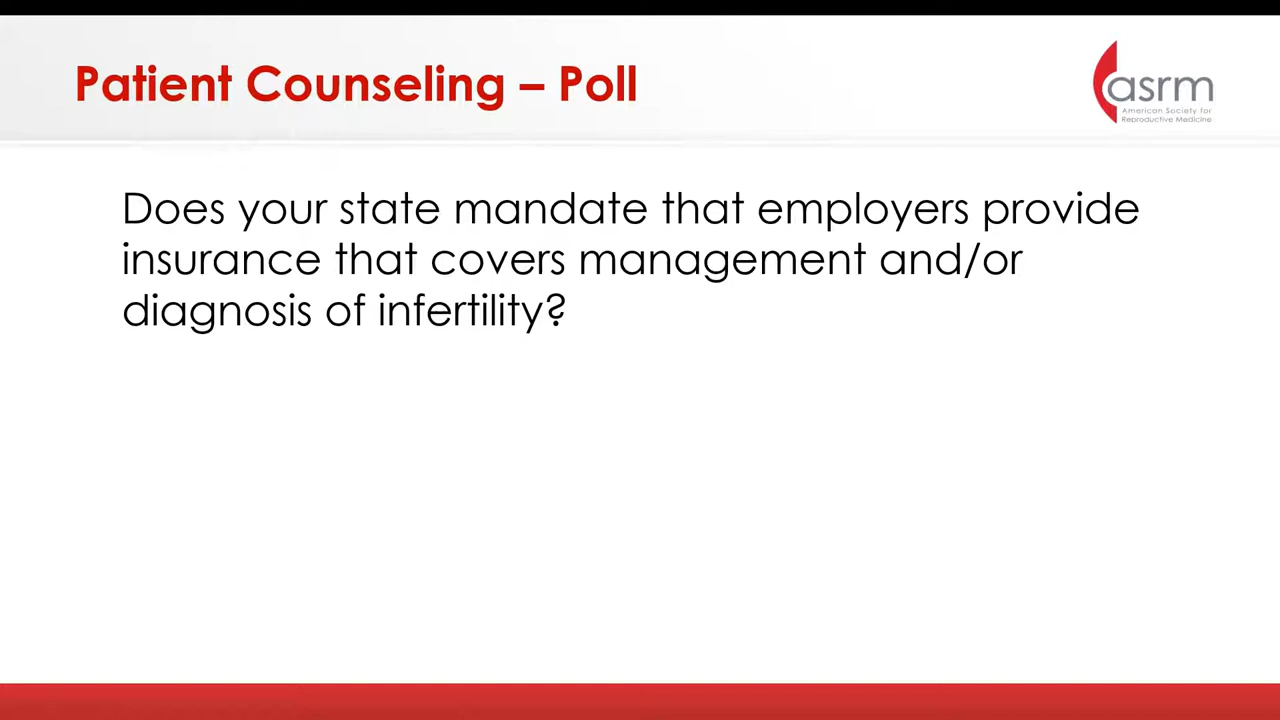 Patient Counseling – Poll
asrm
American Society for
Reproductive Medicine
Does your state mandate that employers provide
insurance that covers management and/or
diagnosis of infertility?